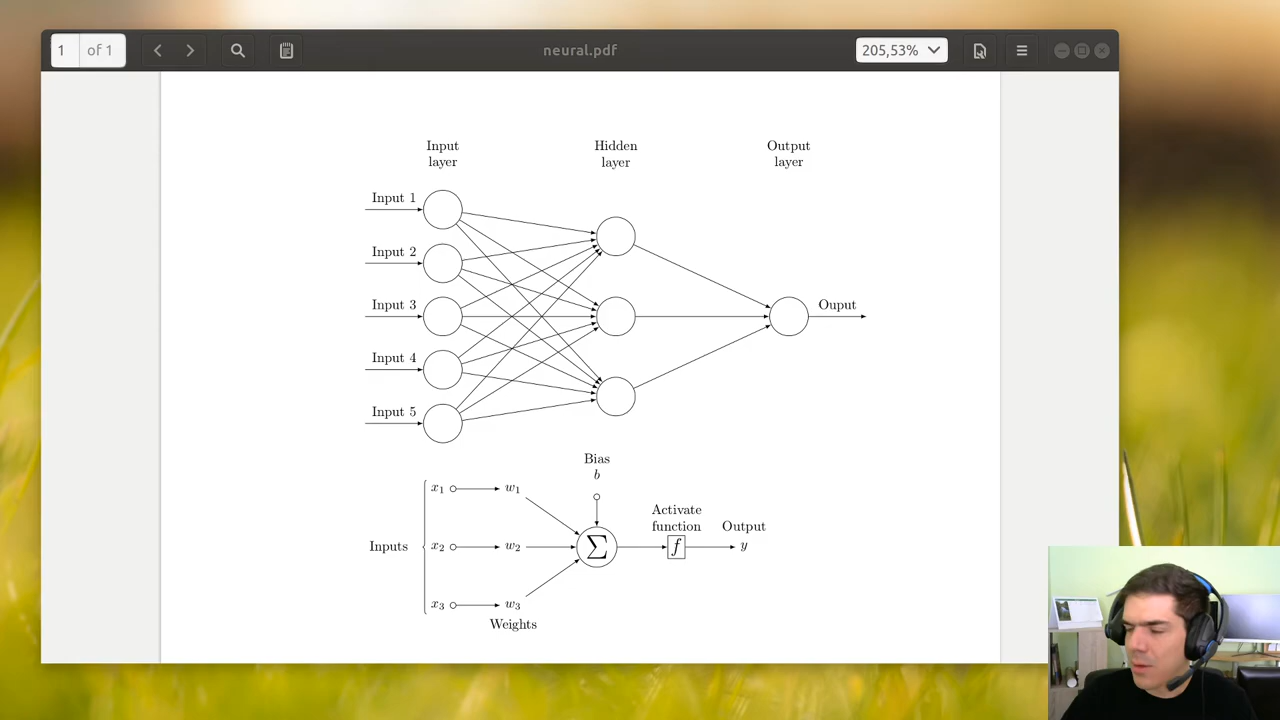 1 of 1
neural.pdf
205,53%
Input
layer
Hidden
layer
Output
layer
Input 1
Input 2
Input 3
Ouput
Input 4
Input 5
Bias
b
x1
w1
Activate
function
Output
Inputs
x2
w2
∑
f
y
x3
w3
Weights